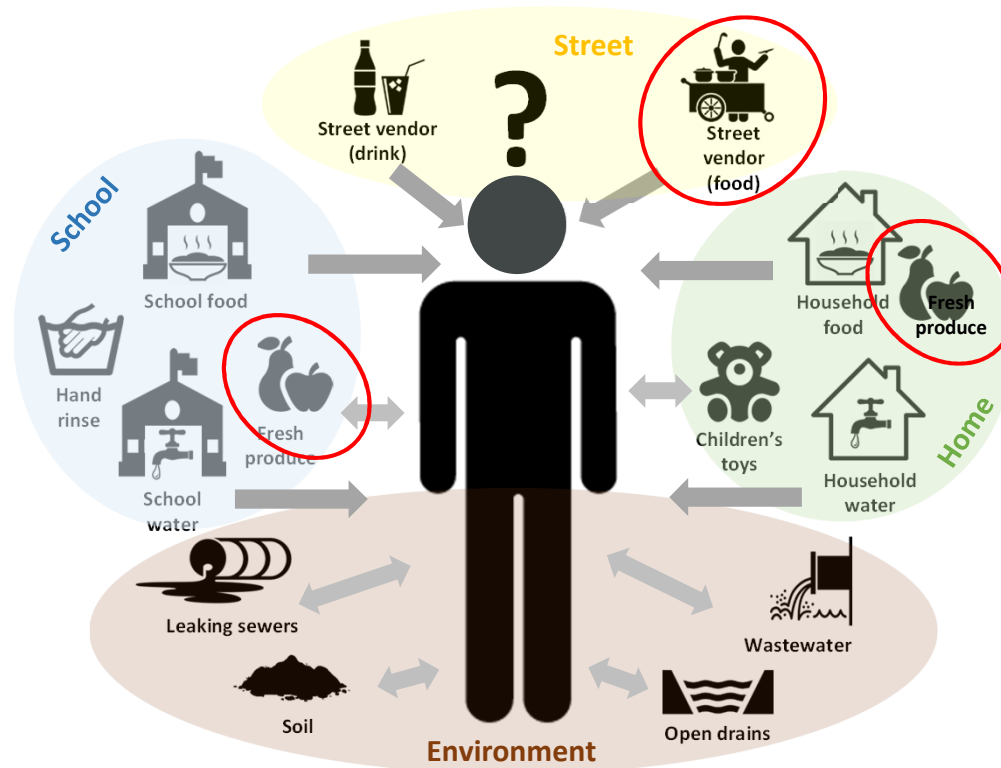 Street
?
Street vendor
(drink)
Street
vendor
(food)
School
School food
Hand
rinse
Fresh
produce
School
water
Household
food
Fresh
produce
Children's
toys
Household
water
Home
Leaking sewers
Wastewater
Soil
Open drains
Environment